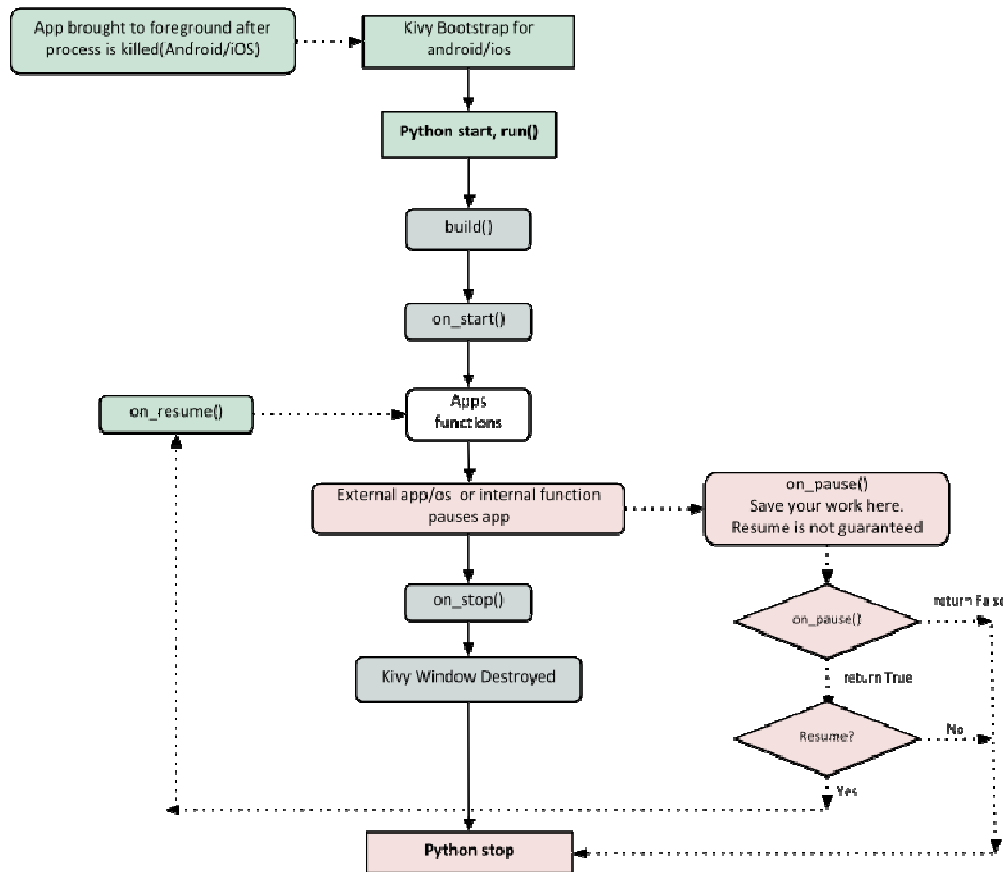 App brought to foreground after
process is killed(Android/iOS)
Kivy Bootstrap for
android/ios
Python start, run()
build()
on_start()
Apps
functions
on_resume()
External app/os or internal function
pauses app
on_pause()
Save your work here.
Resume is not guaranteed
on_stop()
on_pause()
return False
Kivy Window Destroyed
return True
Resume?
No
Yes
Python stop